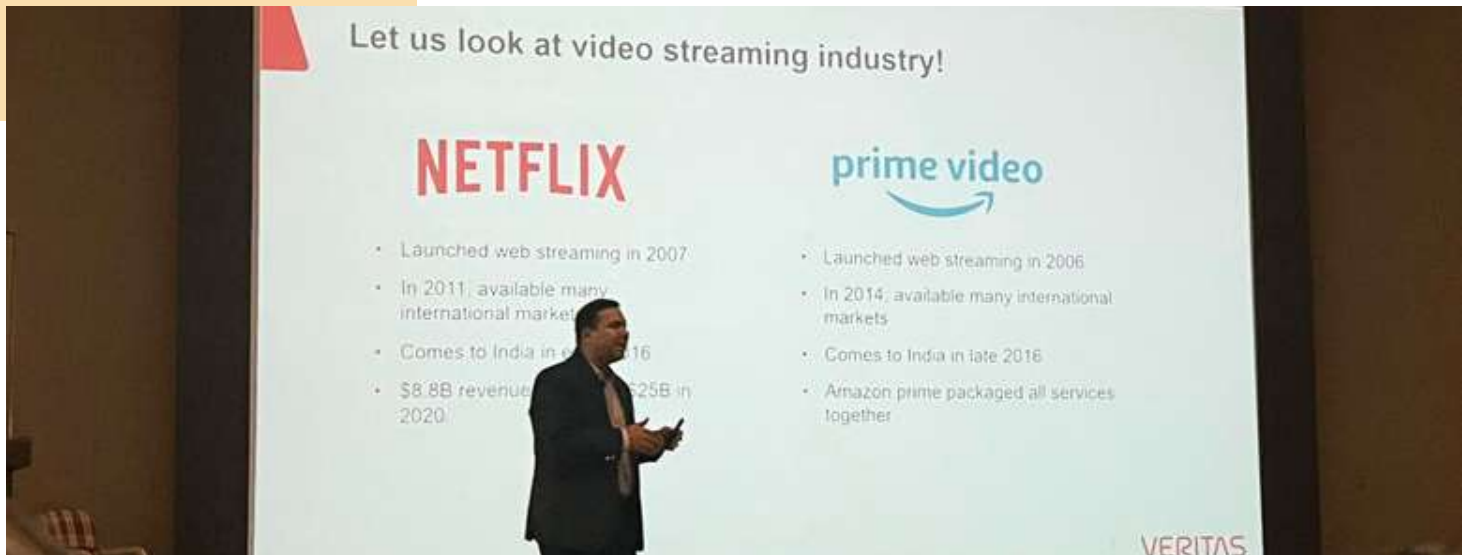 Let us look at video streaming industry!
NETFLIX
• Launched web streaming in 2007
• In 2011, available many
international market
• Comes to India in 16
• $8.8B revenue $25B in
2020
prime video
• Launched web streaming in 2006
• In 2014, available many international
markets
• Comes to India in late 2016
• Amazon prime packaged all services
together
VERITAS